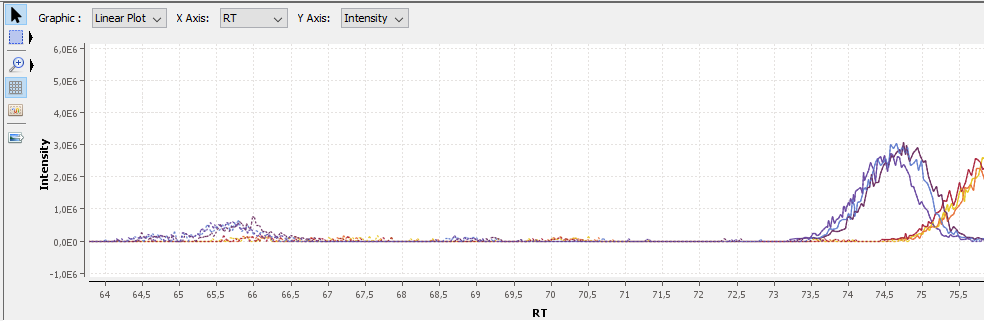 Graphic : Linear Plot X Axis: RT Y Axis: Intensity
6,0E6
5,0E6
4,0E6
3,0E6
2,0E6
1,0E6
0,0E0
-1,0E6
Intensity
64 64,5 65 65,5 66 66,5 67 67,5 68 68,5 69 69,5 70 70,5 71 71,5 72 72,5 73 73,5 74 74,5 75 75,5
RT